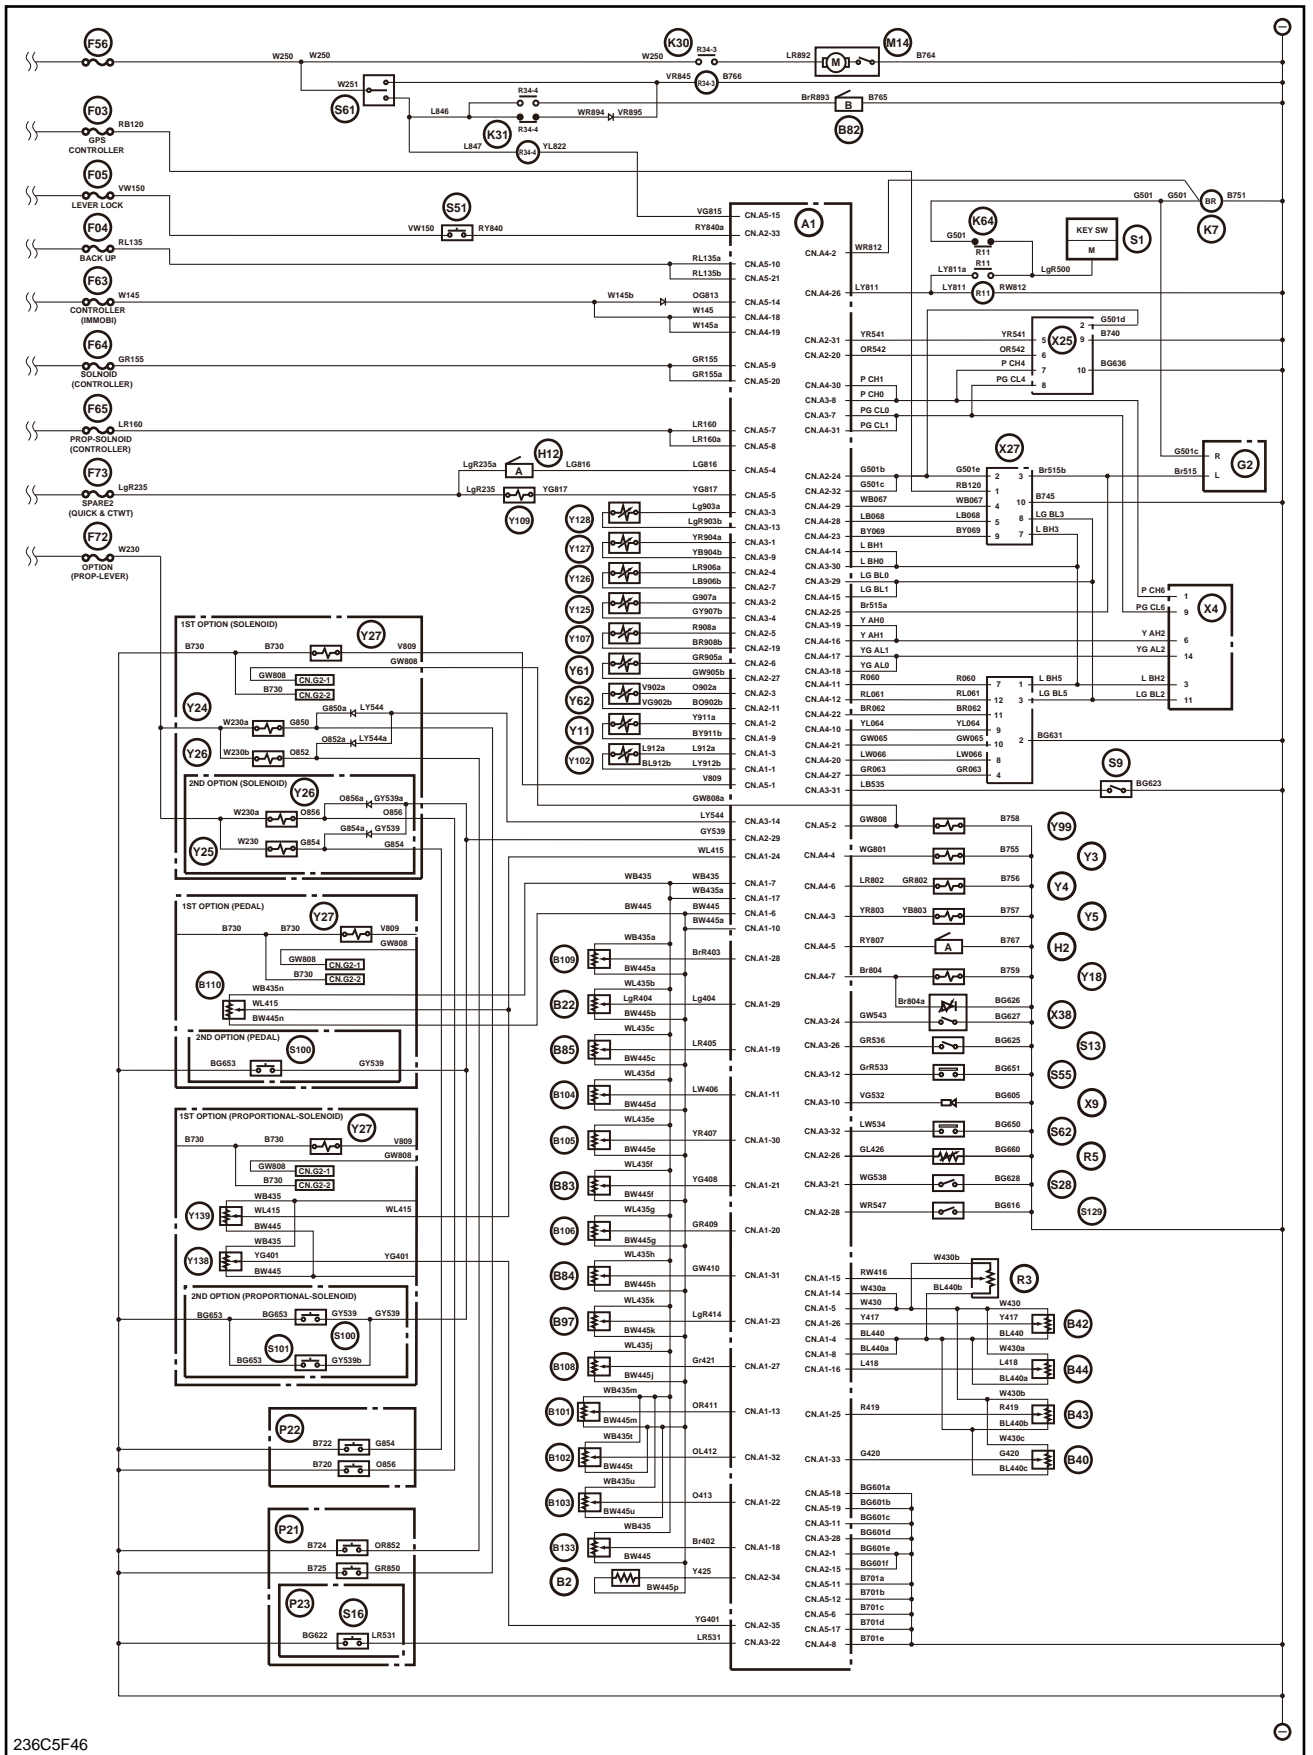 F56
W250 W250
K30
R34-3
W250
LR892
M
M14
B764
W251
S61
VR845
R34-3
B766
R34-4
L846
BrR893
B
B765
B82
K31
R34-4
WR894
VR895
L847
R34-4
YL822
F03
RB120
GPS
CONTROLLER
F05
VW150
LEVER LOCK
VW150
S51
RY840
F04
RL135
BACK UP
F63
W145
CONTROLLER
(IMMOBI)
F64
GR155
SOLNOID
(CONTROLLER)
F65
LR160
PROP-SOLNOID
(CONTROLLER)
F73
LgR235
SPARE2
(QUICK & CTWT)
F72
W230
OPTION
(PROP-LEVER)
A1
VG815 CN.A5-15
RY840a CN.A2-33
RL135a CN.A5-10
RL135b CN.A5-21
W145b OG813 CN.A5-14
W145 CN.A4-18
W145a CN.A4-19
GR155 CN.A5-9
GR155a CN.A5-20
LR160 CN.A5-7
LR160a CN.A5-8
LgR235a A H12 LG816 LG816 CN.A5-4
LgR235 Y109 YG817 YG817 CN.A5-5
Y128 Lg903a CN.A3-3
LgR903b CN.A3-13
Y127 YR904a CN.A3-1
YB904b CN.A3-9
Y126 LR906a CN.A2-4
LB906b CN.A2-7
Y125 G907a CN.A3-2
GY907b CN.A3-4
Y107 R908a CN.A2-5
BR908b CN.A2-19
Y61 GR905a CN.A2-6
GW905b CN.A2-27
Y62 V902a O902a CN.A2-3
VG902b BO902b CN.A2-11
Y11 Y911a CN.A1-2
BY911b CN.A1-9
Y102 L912a L912a CN.A1-3
BL912b LY912b CN.A1-1
V809 CN.A5-1
GW808a
LY544 CN.A3-14
GY539 CN.A2-29
WL415 CN.A1-24
WB435 WB435 CN.A1-7
WB435a CN.A1-17
BW445 BW445 CN.A1-6
BW445a CN.A1-10
B109 WB435a BrR403 CN.A1-28
BW445a
B22 WL435b LgR404 Lg404 CN.A1-29
BW445b
B85 WL435c LR405 CN.A1-19
BW445c
B104 WL435d LW406 CN.A1-11
BW445d
B105 WL435e YR407 CN.A1-30
BW445e
B83 WL435f YG408 CN.A1-21
BW445f
B106 WL435g GR409 CN.A1-20
BW445g
B84 WL435h GW410 CN.A1-31
BW445h
B97 WL435k LgR414 CN.A1-23
BW445k
B108 WL435j Gr421 CN.A1-27
BW445j
B101 WB435m OR411 CN.A1-13
BW445m
B102 WB435t OL412 CN.A1-32
BW445t
B103 WB435u O413 CN.A1-22
BW445u
B133 WB435 Br402 CN.A1-18
BW445
B2 Y425 CN.A2-34
BW445p
YG401 CN.A2-35
LR531 CN.A3-22
1ST OPTION (SOLENOID)
Y27
B730 B730 V809
GW808
GW808 CN.G2-1
B730 CN.G2-2
Y24
G850a LY544
W230a G850
O852a LY544a
Y26
W230b O852
2ND OPTION (SOLENOID)
Y26
O856a GY539a
W230a O856 O856
G854a GY539
Y25
W230 G854 G854
1ST OPTION (PEDAL)
Y27
B730 B730 V809
GW808
GW808 CN.G2-1
B730 CN.G2-2
B110
WB435n
WL415
BW445n
2ND OPTION (PEDAL)
S100
BG653 GY539
1ST OPTION (PROPORTIONAL-SOLENOID)
Y27
B730 B730 V809
GW808
GW808 CN.G2-1
B730 CN.G2-2
WB435
Y139 WL415 WL415
BW445
WB435
Y138 YG401 YG401
BW445
2ND OPTION (PROPORTIONAL-SOLENOID)
BG653 BG653 GY539 GY539
S101 S100
BG653 GY539b
P22
B722 G854
B720 O856
P21
B724 OR852
B725 GR850
P23
S16
BG622 LR531
CN.A4-2 WR812
G501 G501 BR B751
K7
K64
G501
R11
KEY SW
M
S1
R11
LY811a LgR500
CN.A4-26 LY811 LY811 R11 RW812
X25
2 G501d
CN.A2-31 YR541 YR541 5 9 B740
CN.A2-20 OR542 OR542 6
P CH4 7 10 BG636
PG CL4 8
CN.A4-30 P CH1
CN.A3-8 P CH0
CN.A3-7 PG CL0
CN.A4-31 PG CL1
X27
G501c R
Br515 L
G2
CN.A2-24 G501b G501e 2 3 Br515b
CN.A2-32 G501c RB120 1
CN.A4-29 WB067 WB067 4 10 B745
CN.A4-28 LB068 LB068 5 8 LG BL3
CN.A4-23 BY069 BY069 9 7 L BH3
CN.A4-14 L BH1
CN.A3-30 L BH0
CN.A3-29 LG BL0
CN.A4-15 LG BL1
CN.A2-25 Br515a
CN.A3-19 Y AH0
CN.A4-16 Y AH1
CN.A4-17 YG AL1
CN.A3-18 YG AL0
X4
P CH6 1
PG CL6 9
Y AH2 6
YG AL2 14
L BH2 3
LG BL2 11
CN.A4-11 R060 R060 7 1 L BH5
CN.A4-12 RL061 RL061 12 3 LG BL5
CN.A4-22 BR062 BR062 11
CN.A4-10 YL064 YL064 9
CN.A4-21 GW065 GW065 10 2 BG631
CN.A4-20 LW066 LW066 8
CN.A4-27 GR063 GR063 4
CN.A3-31 LB535 S9 BG623
CN.A5-2 GW808 B758 Y99
CN.A4-4 WG801 B755 Y3
CN.A4-6 LR802 GR802 B756 Y4
CN.A4-3 YR803 YB803 B757 Y5
CN.A4-5 RY807 A B767 H2
CN.A4-7 Br804 B759 Y18
Br804a BG626
X38
CN.A3-24 GW543 BG627
CN.A3-26 GR536 BG625 S13
CN.A3-12 GrR533 BG651 S55
CN.A3-10 VG532 BG605 X9
CN.A3-32 LW534 BG650 S62
CN.A2-26 GL426 BG660 R5
CN.A3-21 WG538 BG628 S28
CN.A2-28 WR547 BG616 S129
W430b
CN.A1-15 RW416 R3
CN.A1-14 W430a BL440b
CN.A1-5 W430 W430
CN.A1-26 Y417 Y417 B42
CN.A1-4 BL440 BL440
CN.A1-8 BL440a W430a
CN.A1-16 L418 L418 B44
BL440a
W430b
CN.A1-25 R419 R419 B43
BL440b
W430c
CN.A1-33 G420 G420 B40
BL440c
CN.A5-18 BG601a
CN.A5-19 BG601b
CN.A3-11 BG601c
CN.A3-28 BG601d
CN.A2-1 BG601e
CN.A2-15 BG601f
CN.A5-11 B701a
CN.A5-12 B701b
CN.A5-6 B701c
CN.A5-17 B701d
CN.A4-8 B701e
236C5F46